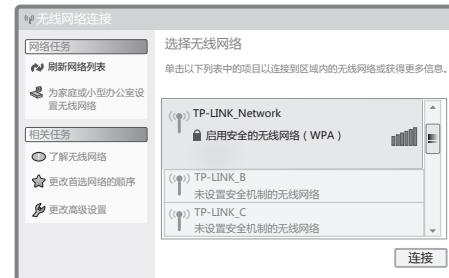 无线网络连接
网络任务
刷新网络列表
为家庭或小型办公室设
置无线网络
相关任务
了解无线网络
更改首选网络的顺序
更改高级设置
选择无线网络
单击以下列表中的项目以连接到区域内的无线网络或获得更多信息。
TP-LINK_Network
启用安全的无线网络（WPA）
TP-LINK_B
未设置安全机制的无线网络
TP-LINK_C
未设置安全机制的无线网络
连接